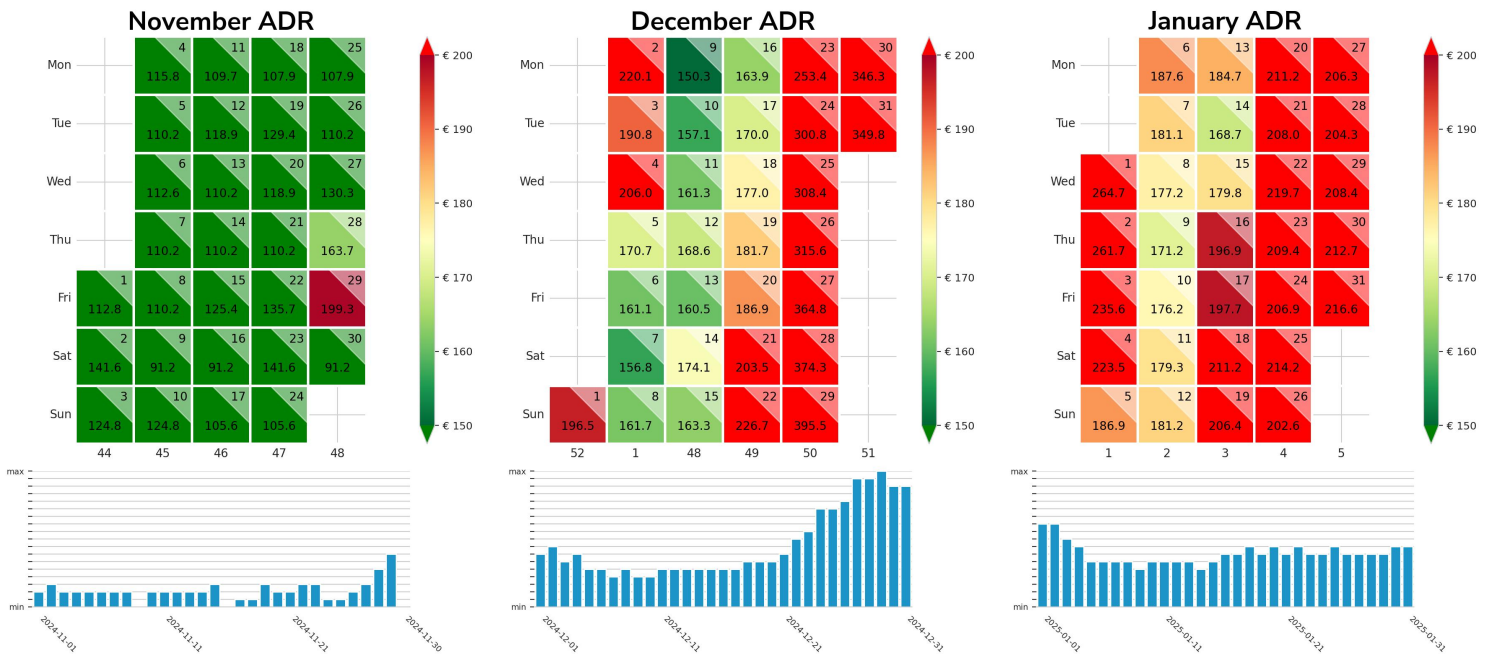 November ADR December ADR January ADR
4 11 18 25 € 200 2 9 16 23 30 € 200 6 13 20 27 € 200
Mon 115.8 109.7 107.9 107.9 Mon 220.1 150.3 163.9 253.4 346.3 Mon 187.6 184.7 211.2 206.3
5 12 19 26 € 190 3 10 17 24 31 € 190 7 14 21 28 € 190
Tue 110.2 118.9 129.4 110.2 Tue 190.8 157.1 170.0 300.8 349.8 Tue 181.1 168.7 208.0 204.3
6 13 20 27 4 11 18 25 1 8 15 22 29
Wed 112.6 110.2 118.9 130.3 € 180 Wed 206.0 161.3 177.0 308.4 € 180 Wed 264.7 177.2 179.8 219.7 208.4 € 180
7 14 21 28 5 12 19 26 2 9 16 23 30
Thu 110.2 110.2 110.2 163.7 Thu 170.7 168.6 181.7 315.6 Thu 261.7 171.2 196.9 209.4 212.7
1 8 15 22 29 € 170 6 13 20 27 € 170 3 10 17 24 31 € 170
Fri 112.8 110.2 125.4 135.7 199.3 Fri 161.1 160.5 186.9 364.8 Fri 235.6 176.2 197.7 206.9 216.6
2 9 16 23 30 € 160 7 14 21 28 € 160 4 11 18 25 € 160
Sat 141.6 91.2 91.2 141.6 91.2 Sat 156.8 174.1 203.5 374.3 Sat 223.5 179.3 211.2 214.2
3 10 17 24 1 8 15 22 29 5 12 19 26
Sun 124.8 124.8 105.6 105.6 € 150 Sun 196.5 161.7 163.3 226.7 395.5 € 150 Sun 186.9 181.2 206.4 202.6 € 150
44 45 46 47 48 52 1 48 49 50 51 1 2 3 4 5
max max max
min min min
2024-11-01 2024-11-11 2024-11-21 2024-11-30 2024-12-01 2024-12-11 2024-12-21 2024-12-31 2025-01-01 2025-01-11 2025-01-21 2025-01-31